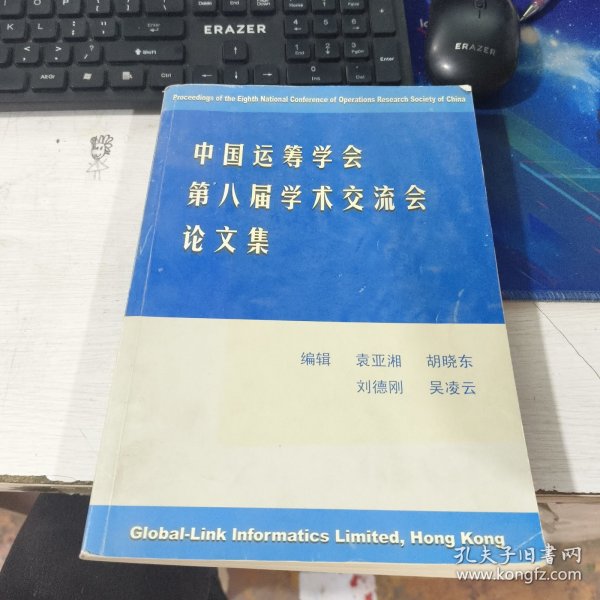 ERAZER
ERAZER
Proceedings of the Eighth National Conference of Operations Research Society of China
中国运筹学会
第八届学术交流会
论文集
编辑 袁亚湘 胡晓东
刘德刚 吴凌云
Global-Link Informatics Limited, Hong Kong
孔夫子旧书网
www.kongfz.com